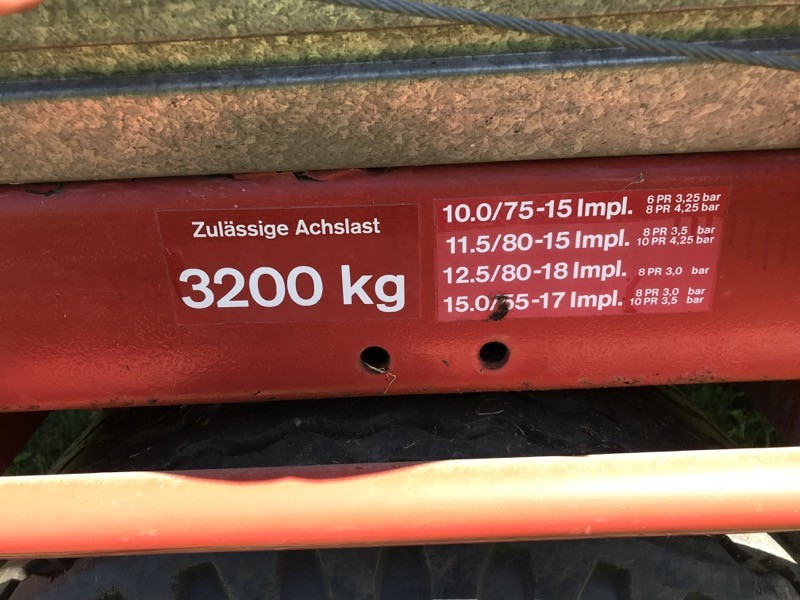 Zulässige Achslast
3200 kg
10.0/75-15 Impl. 6 PR 3,25 bar
8 PR 4,25 bar
11.5/80-15 Impl. 8 PR 3,5 bar
10 PR 4,25 bar
12.5/80-18 Impl. 8 PR 3,0 bar
15.0/55-17 Impl. 8 PR 3,0 bar
10 PR 3,5 bar